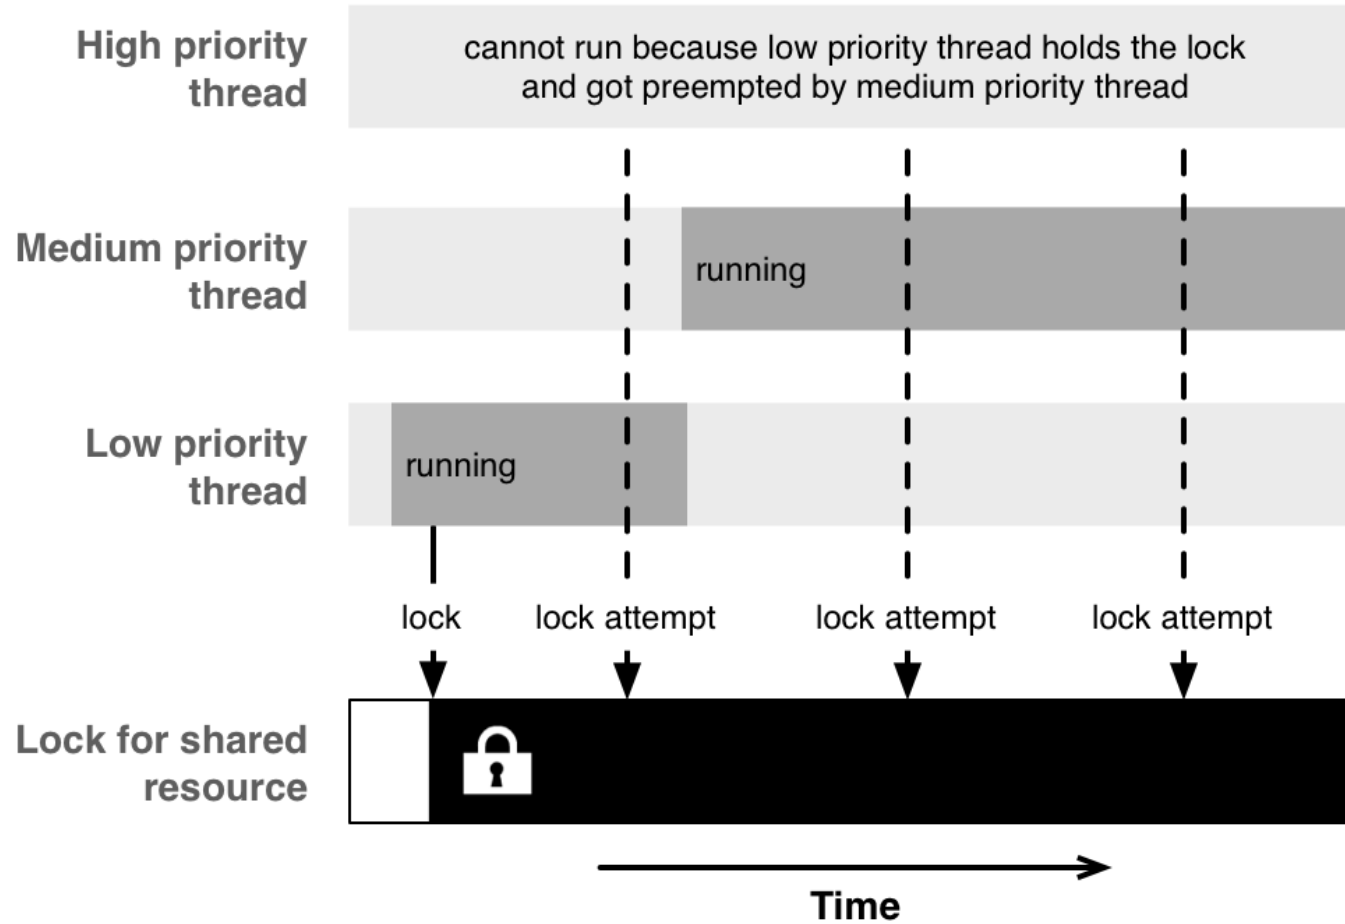 High priority
thread
cannot run because low priority thread holds the lock
and got preempted by medium priority thread
Medium priority
thread
running
Low priority
thread
running
lock
lock attempt
lock attempt
lock attempt
Lock for shared
resource
Time